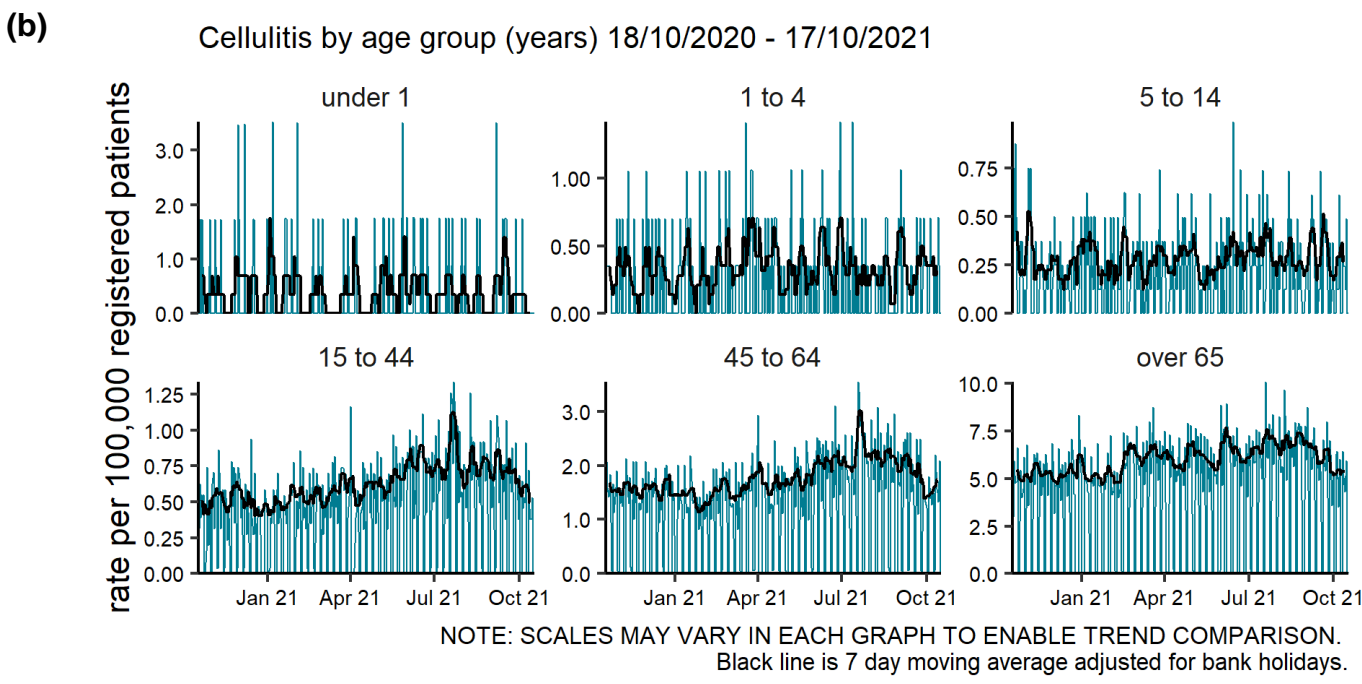 (b)
Cellulitis by age group (years) 18/10/2020 - 17/10/2021
rate per 100,000 registered patients
under 1
3.0
2.0
1.0
0.0
1 to 4
1.00
0.50
0.00
5 to 14
0.75
0.50
0.25
0.00
15 to 44
1.25
1.00
0.75
0.50
0.25
0.00
Jan 21 Apr 21 Jul 21 Oct 21
45 to 64
3.0
2.0
1.0
0.0
Jan 21 Apr 21 Jul 21 Oct 21
over 65
10.0
7.5
5.0
2.5
0.0
Jan 21 Apr 21 Jul 21 Oct 21
NOTE: SCALES MAY VARY IN EACH GRAPH TO ENABLE TREND COMPARISON.
Black line is 7 day moving average adjusted for bank holidays.